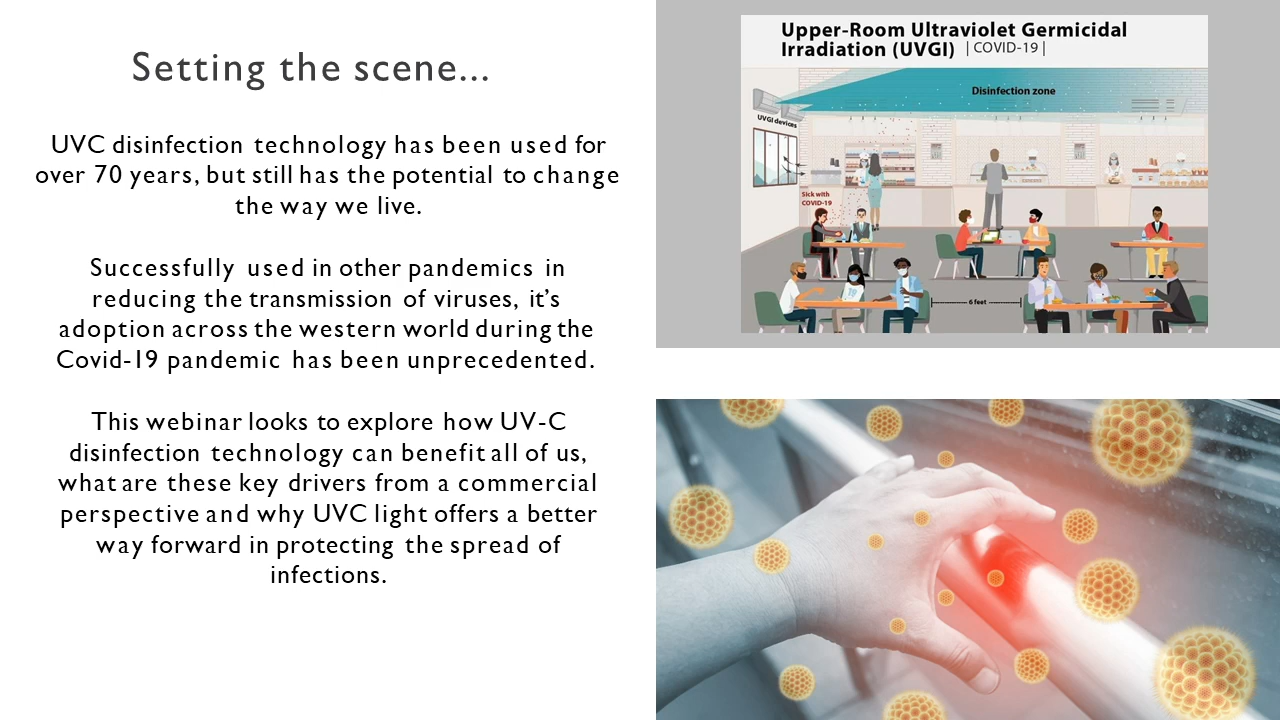 Setting the scene...
UVC disinfection technology has been used for
over 70 years, but still has the potential to change
the way we live.
Successfully used in other pandemics in
reducing the transmission of viruses, it’s
adoption across the western world during the
Covid-19 pandemic has been unprecedented.
This webinar looks to explore how UV-C
disinfection technology can benefit all of us,
what are these key drivers from a commercial
perspective and why UVC light offers a better
way forward in protecting the spread of
infections.
Upper-Room Ultraviolet Germicidal
Irradiation (UVGI) | COVID-19 |
Disinfection zone
UVGI devices
Sick with
COVID-19
6 feet